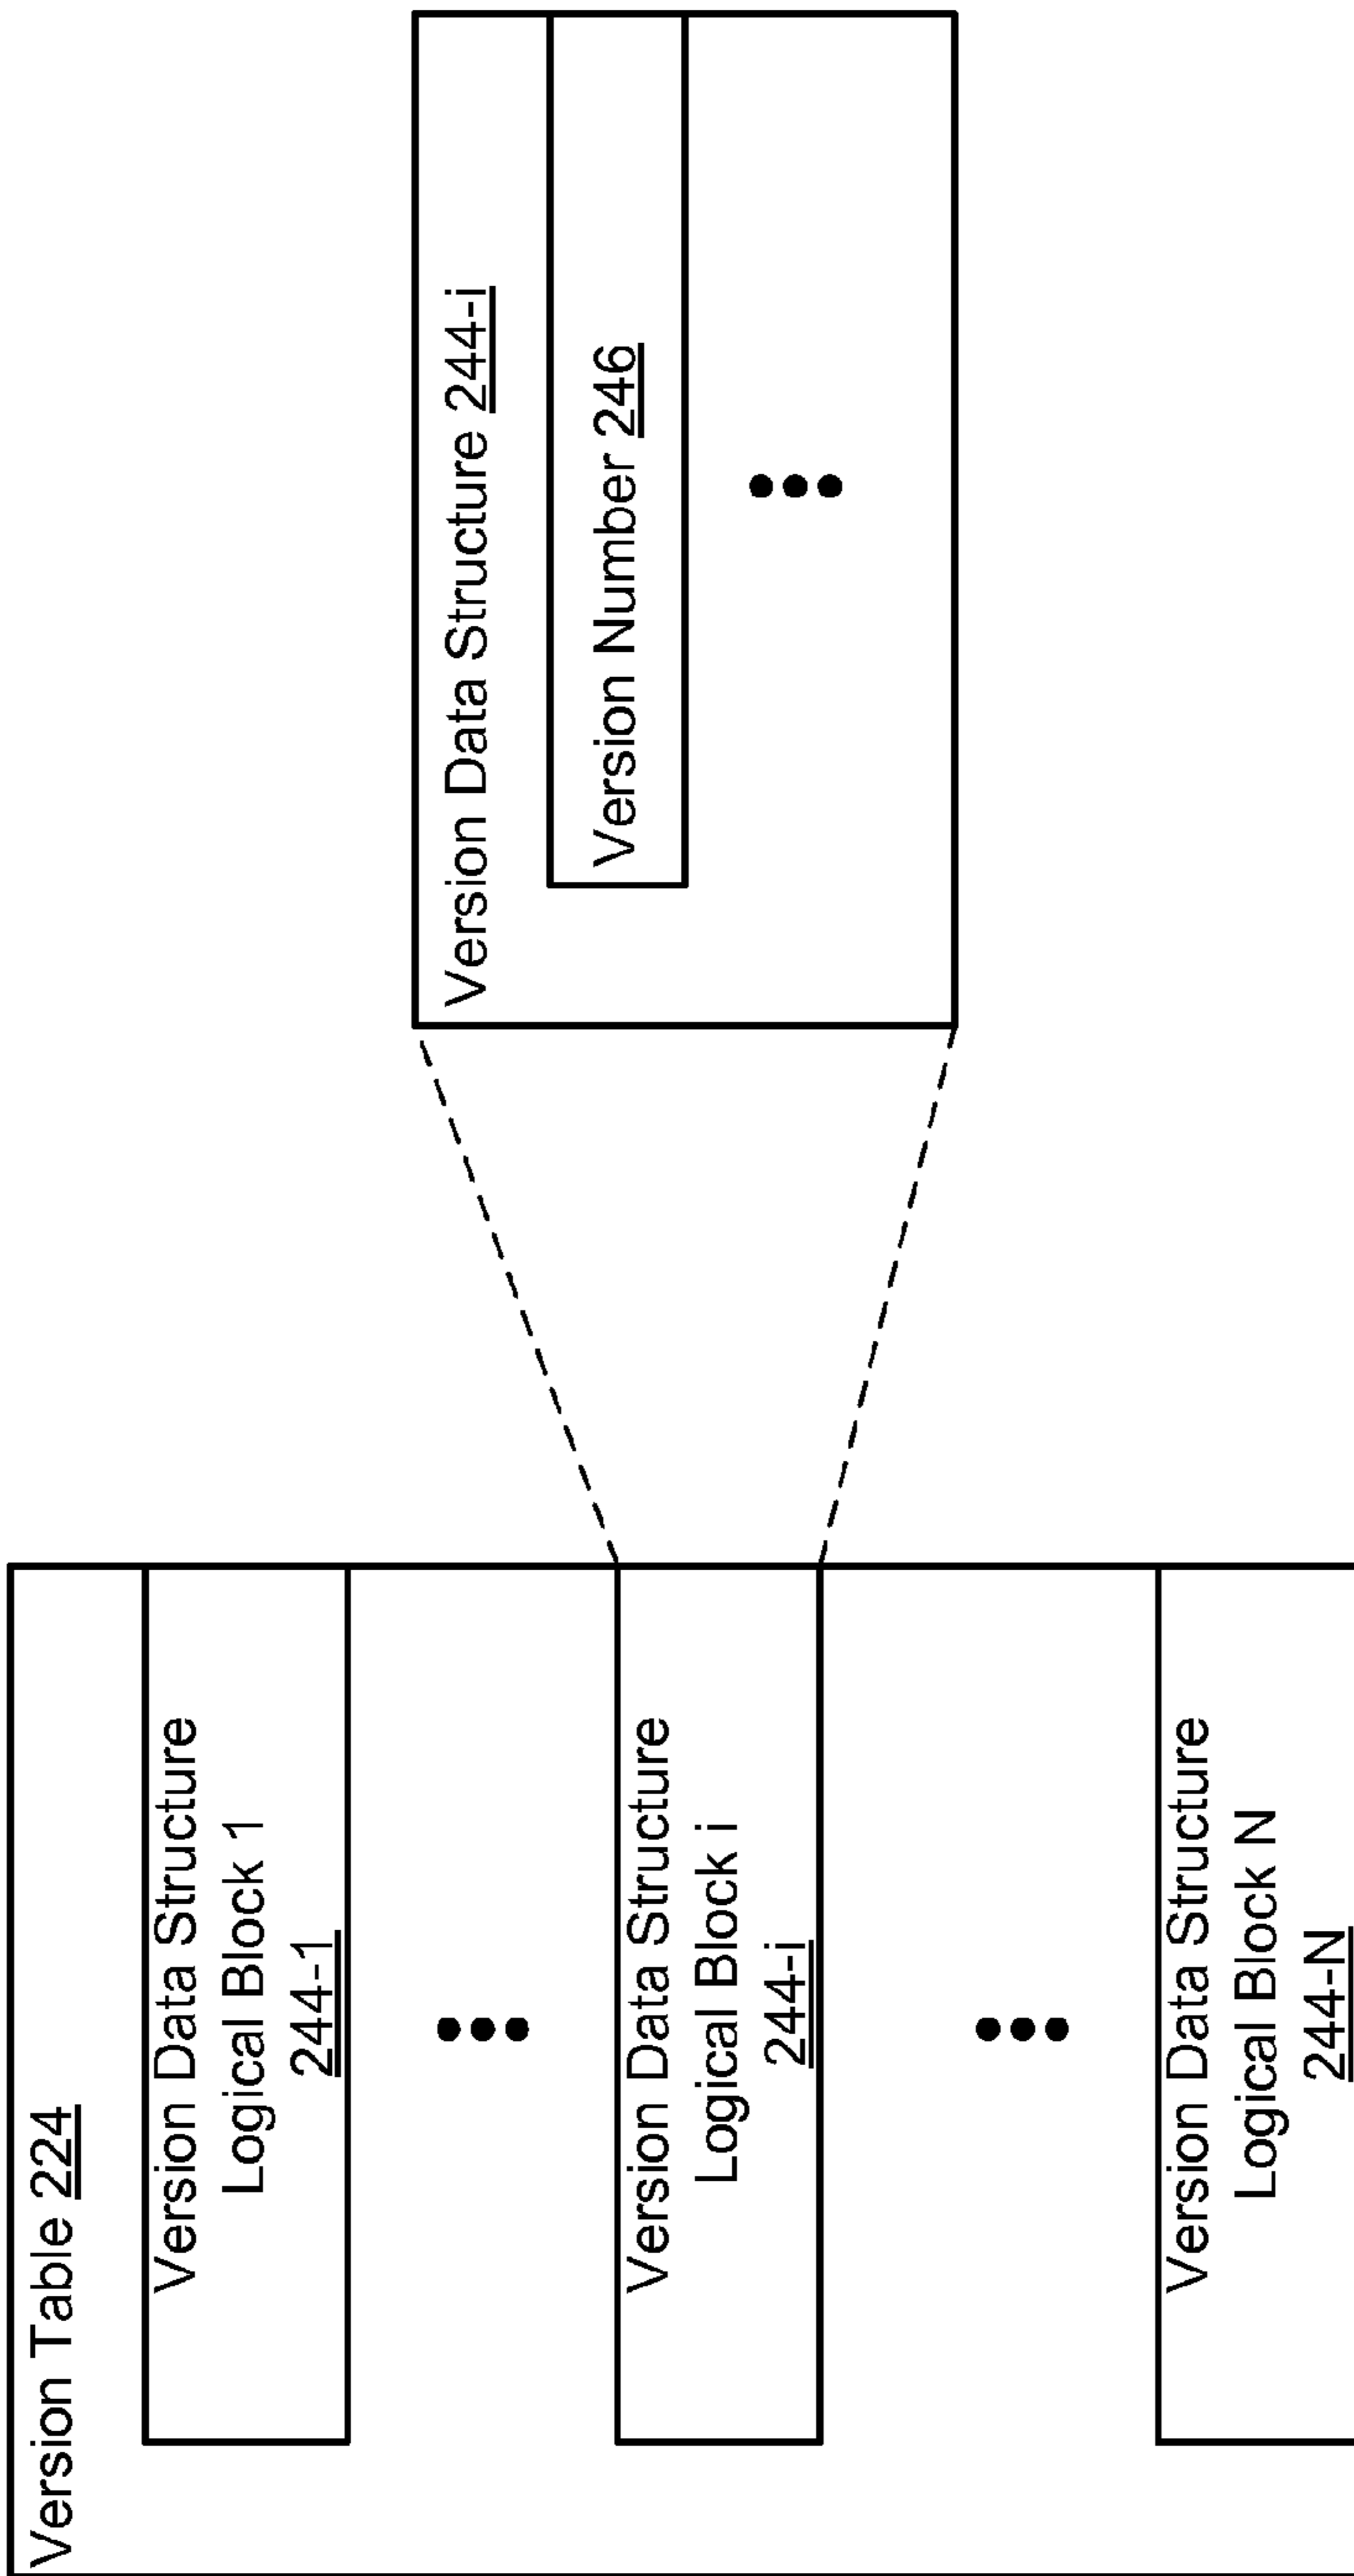 Version Table 224
Version Data Structure
Logical Block 1
244-1
Version Data Structure
Logical Block i
244-i
Version Data Structure
Logical Block N
244-N
Version Data Structure 244-i
Version Number 246